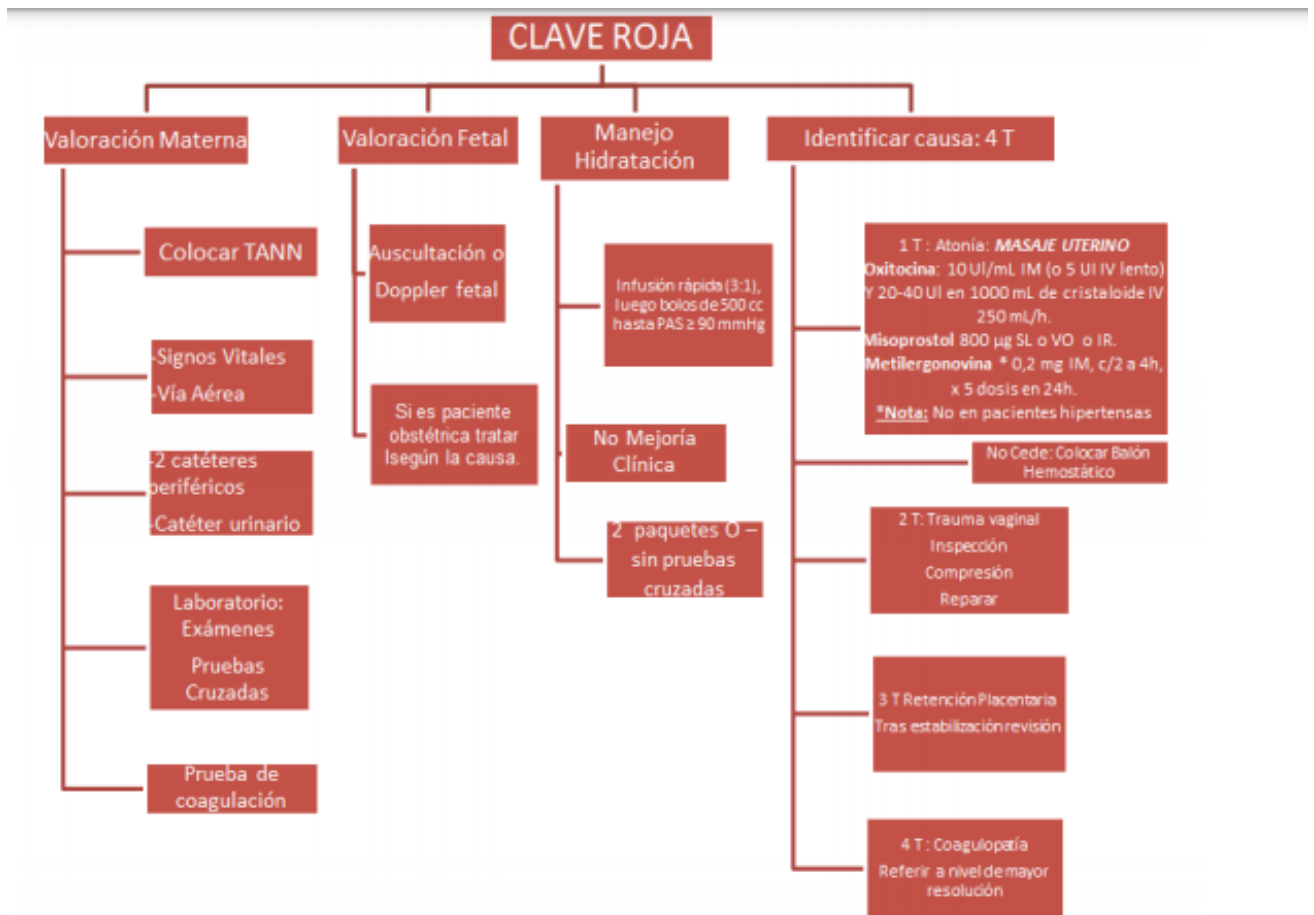 CLAVE ROJA
Valoración Materna
Colocar TANN
-Signos Vitales
-Vía Aérea
-2 catéteres
periféricos
-Catéter urinario
Laboratorio:
Exámenes
Pruebas
Cruzadas
Prueba de
coagulación
Valoración Fetal
Auscultación o
Doppler fetal
Si es paciente
obstétrica tratar
lsegún la causa.
Manejo
Hidratación
Infusión rápida (3:1),
luego bolos de 500 cc
hasta PAS ≥ 90 mmHg
No Mejoría
Clínica
2 paquetes O –
sin pruebas
cruzadas
Identificar causa: 4 T
1 T : Atonía: MASAJE UTERINO
Oxitocina: 10 UI/mL IM (o 5 UI IV lento)
Y 20-40 UI en 1000 mL de cristaloide IV
250 mL/h.
Misoprostol 800 µg SL o VO o IR.
Metilergonovina * 0,2 mg IM, c/2 a 4h,
x 5 dosis en 24h.
*Nota: No en pacientes hipertensas
No Cede: Colocar Balón
Hemostático
2 T: Trauma vaginal
Inspección
Compresión
Reparar
3 T Retención Placentaria
Tras estabilización revisión
4 T : Coagulopatía
Referir a nivel de mayor
resolución